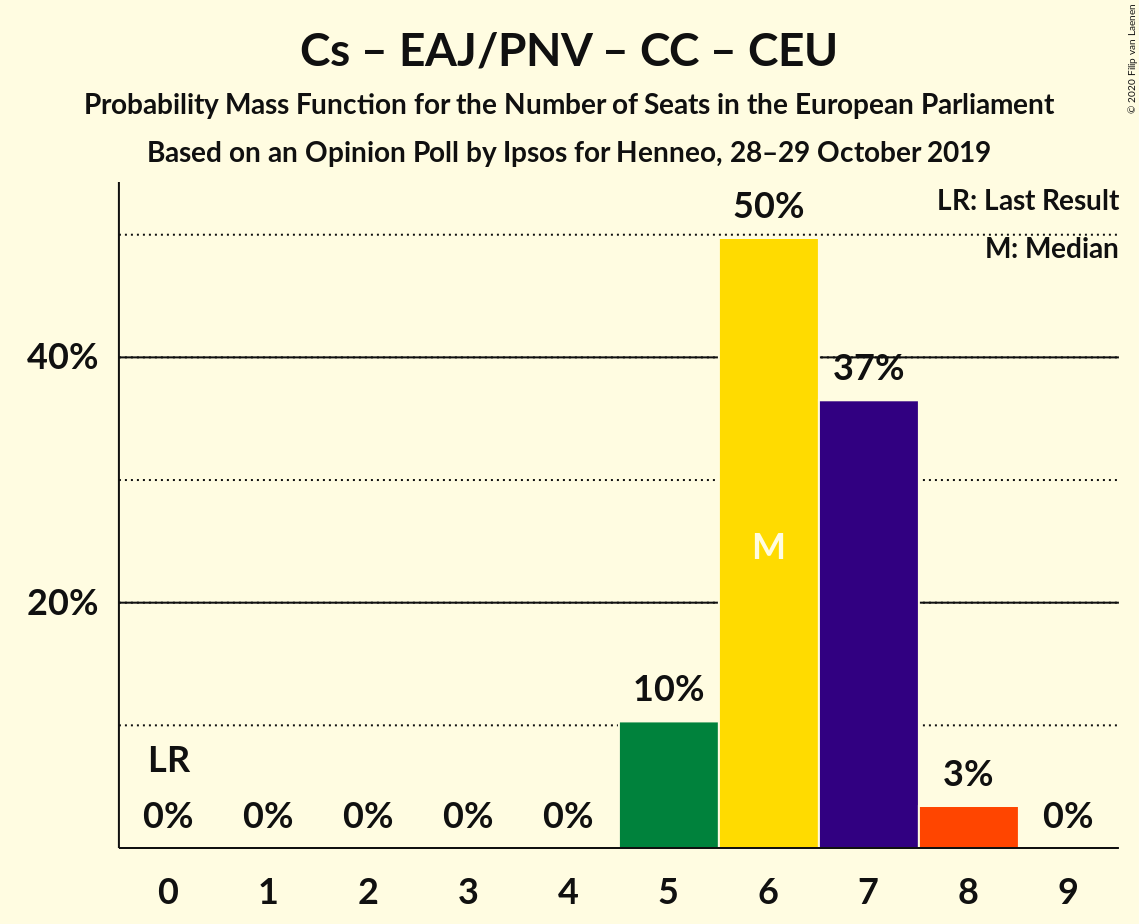 Cs – EAJ/PNV – CC – CEU
Probability Mass Function for the Number of Seats in the European Parliament
Based on an Opinion Poll by Ipsos for Henneo, 28–29 October 2019
© 2020 Filip van Laenen
LR: Last Result
M: Median
50%
40%
37%
M
20%
10%
LR
3%
0% 0% 0% 0% 0% 0%
0 1 2 3 4 5 6 7 8 9